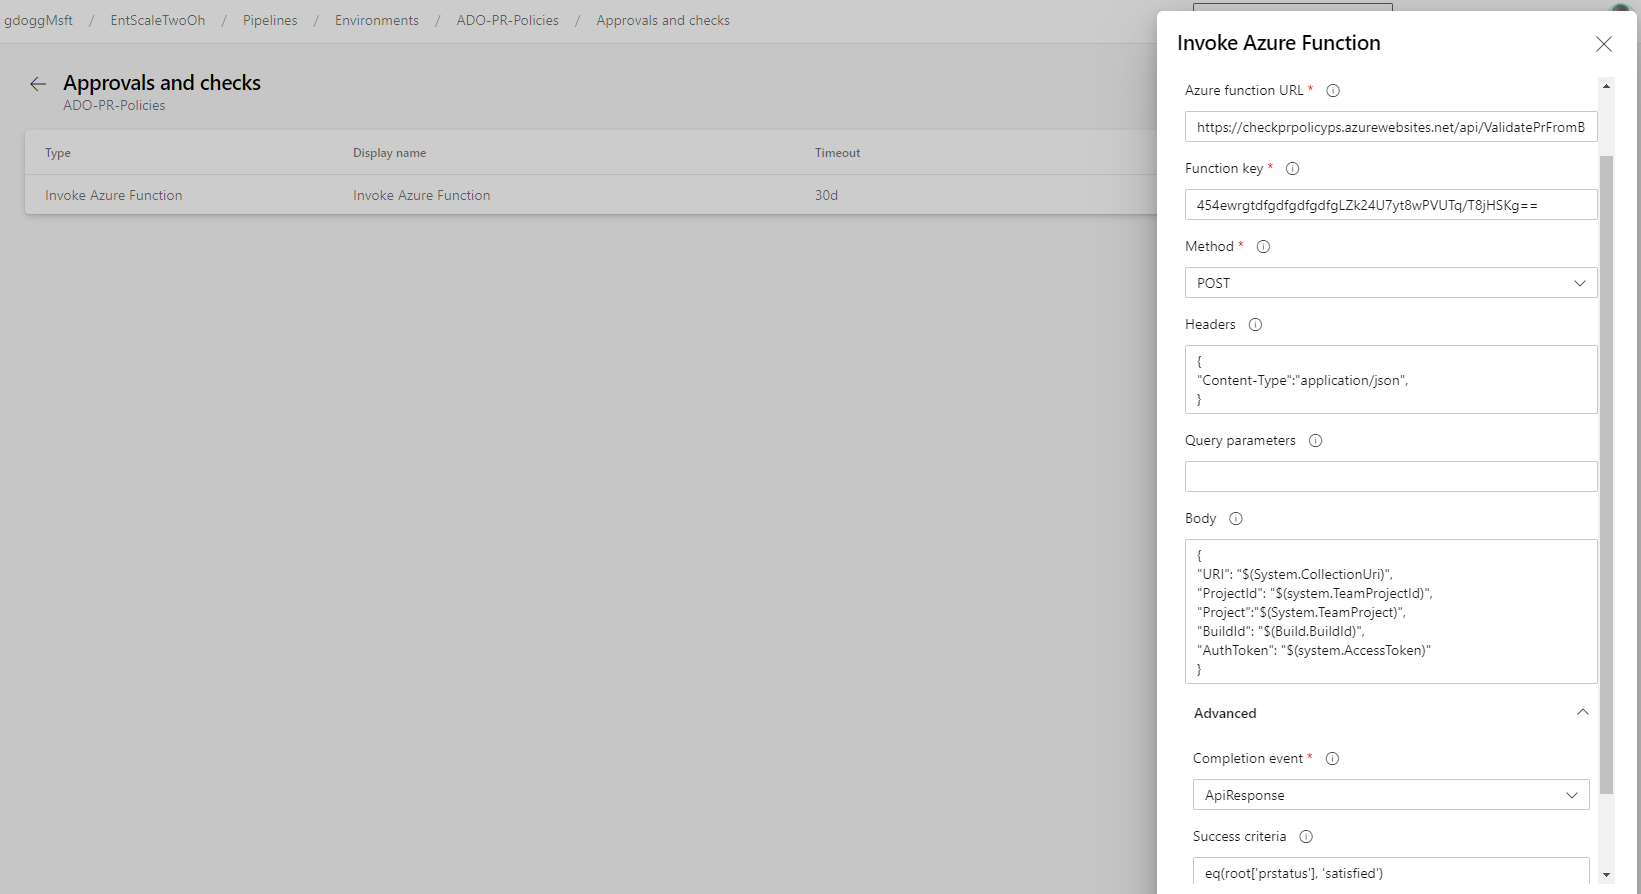 gdoggMsft / EntScaleTwoOh / Pipelines / Environments / ADO-PR-Policies / Approvals and checks
Approvals and checks
ADO-PR-Policies
Type Display name Timeout
Invoke Azure Function Invoke Azure Function 30d
Invoke Azure Function
Azure function URL *
https://checkprpolicyps.azurewebsites.net/api/ValidatePrFromB
Function key *
454ewrgtdfgdfgdfgdfgLZk24U7yt8wPVUTq/T8jHSKg==
Method *
POST
Headers
{
"Content-Type":"application/json",
}
Query parameters
Body
{
"URI": "$(System.CollectionUri)",
"ProjectId": "$(system.TeamProjectId)",
"Project":"$(System.TeamProject)",
"BuildId": "$(Build.BuildId)",
"AuthToken": "$(system.AccessToken)"
}
Advanced
Completion event *
ApiResponse
Success criteria
eq(root['prstatus'], 'satisfied')